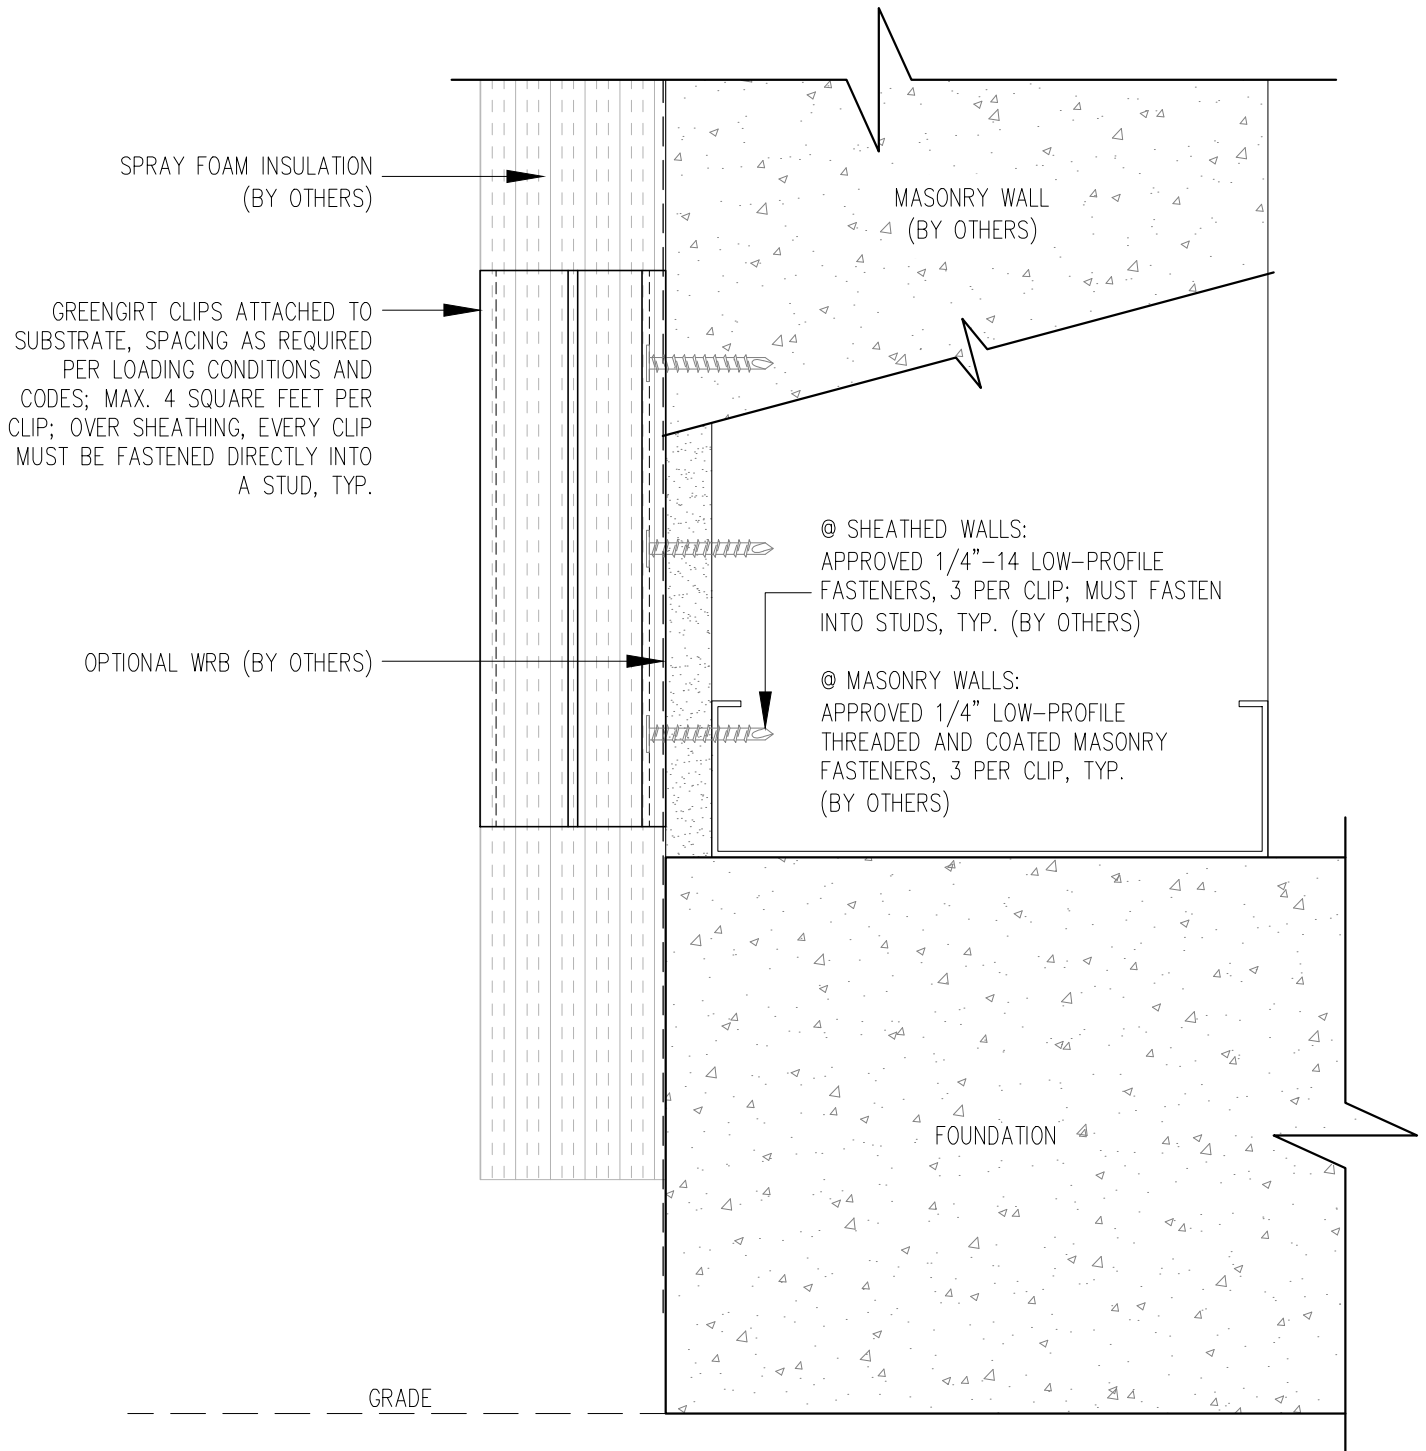 SPRAY FOAM INSULATION
(BY OTHERS)
MASONRY WALL
(BY OTHERS)
GREENGIRT CLIPS ATTACHED TO
SUBSTRATE, SPACING AS REQUIRED
PER LOADING CONDITIONS AND
CODES; MAX. 4 SQUARE FEET PER
CLIP; OVER SHEATHING, EVERY CLIP
MUST BE FASTENED DIRECTLY INTO
A STUD, TYP.
@ SHEATHED WALLS:
APPROVED 1/4”-14 LOW-PROFILE
FASTENERS, 3 PER CLIP; MUST FASTEN
INTO STUDS, TYP. (BY OTHERS)
OPTIONAL WRB (BY OTHERS)
@ MASONRY WALLS:
APPROVED 1/4” LOW-PROFILE
THREADED AND COATED MASONRY
FASTENERS, 3 PER CLIP, TYP.
(BY OTHERS)
FOUNDATION
GRADE